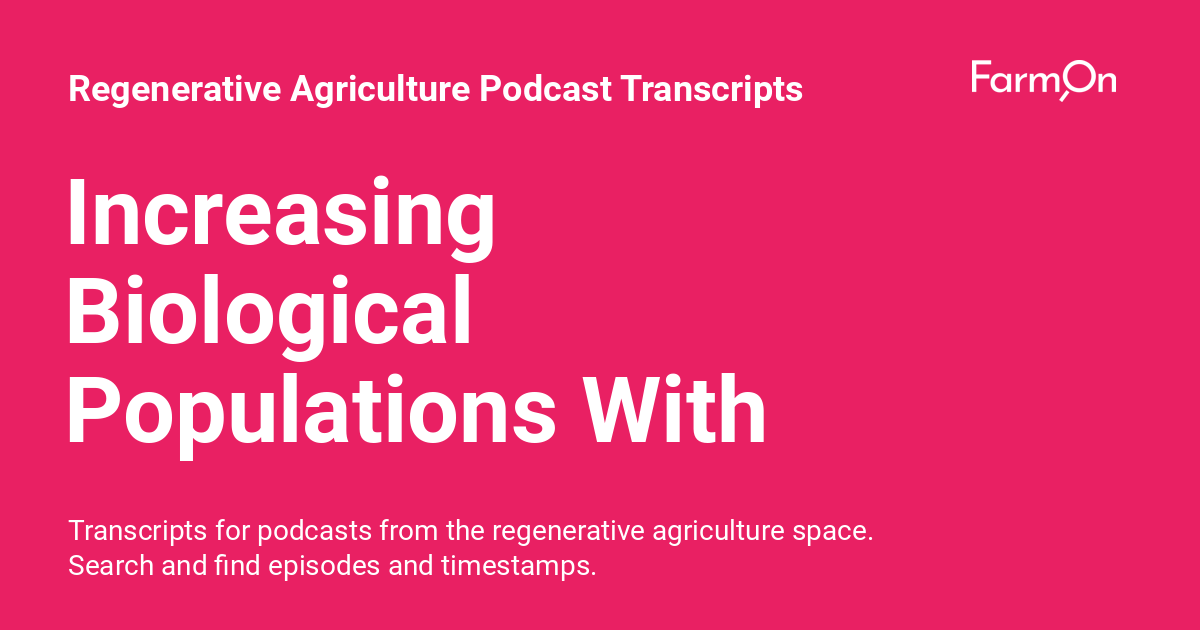 Regenerative Agriculture Podcast Transcripts
FarmOn
Increasing
Biological
Populations With
Transcripts for podcasts from the regenerative agriculture space.
Search and find episodes and timestamps.